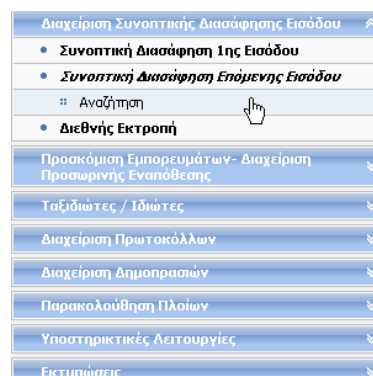 Διαχείριση Συνοπτικής Διασάφησης Εισόδου
Συνοπτική Διασάφηση 1ης Εισόδου
Συνοπτική Διασάφηση Επόμενης Εισόδου
Αναζήτηση
Διεθνής Εκτροπή
Προσκόμιση Εμπορευμάτων- Διαχείριση
Προσωρινής Εναπόθεσης
Ταξιδιώτες / Ιδιώτες
Διαχείριση Πρωτοκόλλων
Διαχείριση Δημοπρασιών
Παρακολούθηση Πλοίων
Υποστηρικτικές Λειτουργίες
Εκτυπώσεις